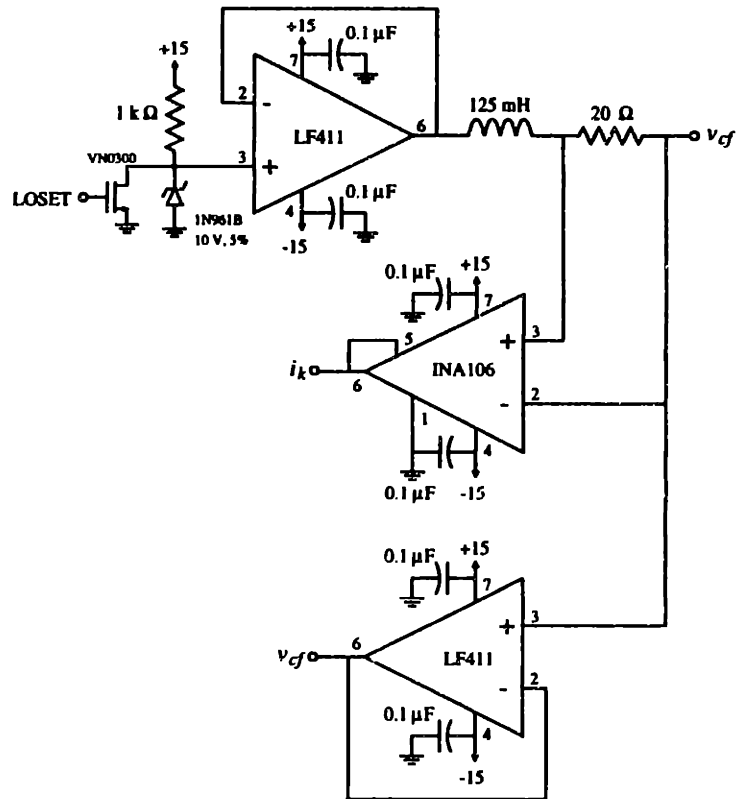 +15
0.1 µF
+15
7
2
-
125 mH
20 Ω
1 kΩ
LF411
6
v_cf
VN0300
3
+
LOSET
0.1 µF
1N961B
4
10 V, 5%
-15
+15
0.1 µF
7
5
+
3
i_k
INA106
6
-
2
1
4
0.1 µF
-15
+15
0.1 µF
7
6
+
3
v_cf
LF411
-
2
0.1 µF
4
-15